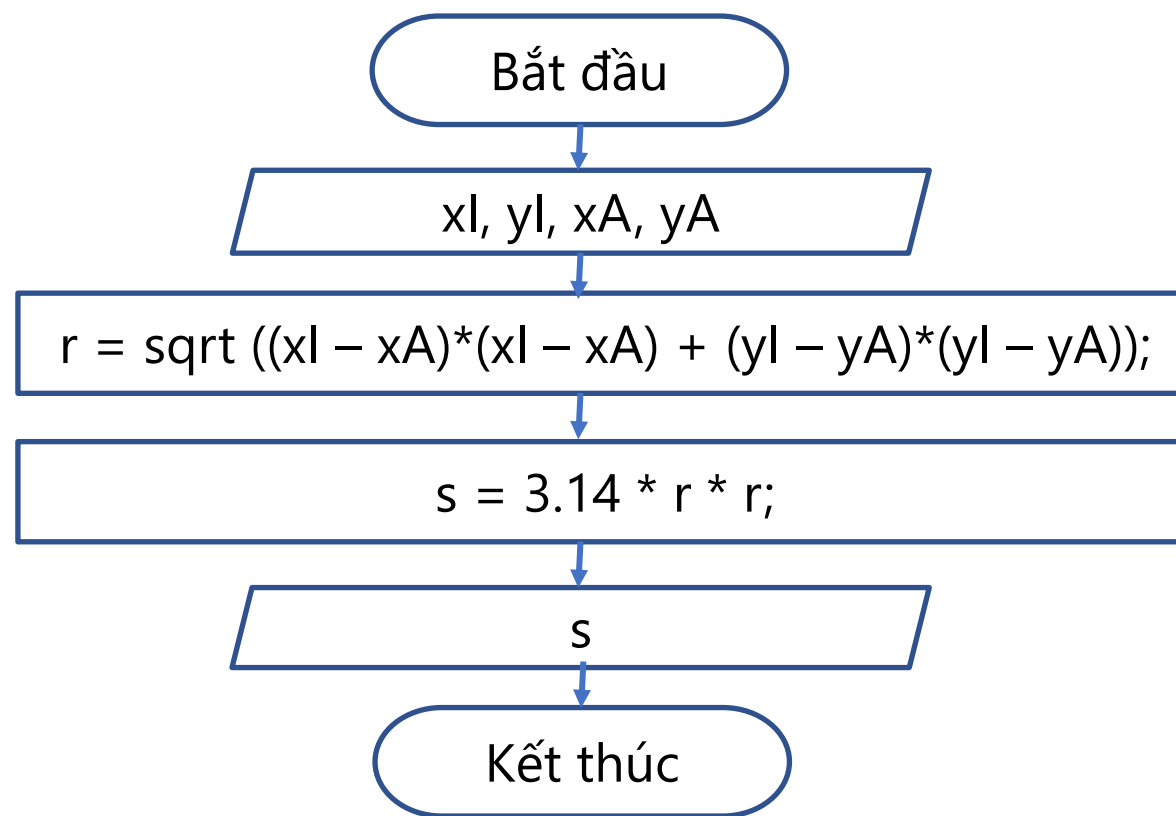 Bắt đầu
xI, yI, xA, yA
r = sqrt ((xI – xA)*(xI – xA) + (yI – yA)*(yI – yA));
s = 3.14 * r * r;
s
Kết thúc